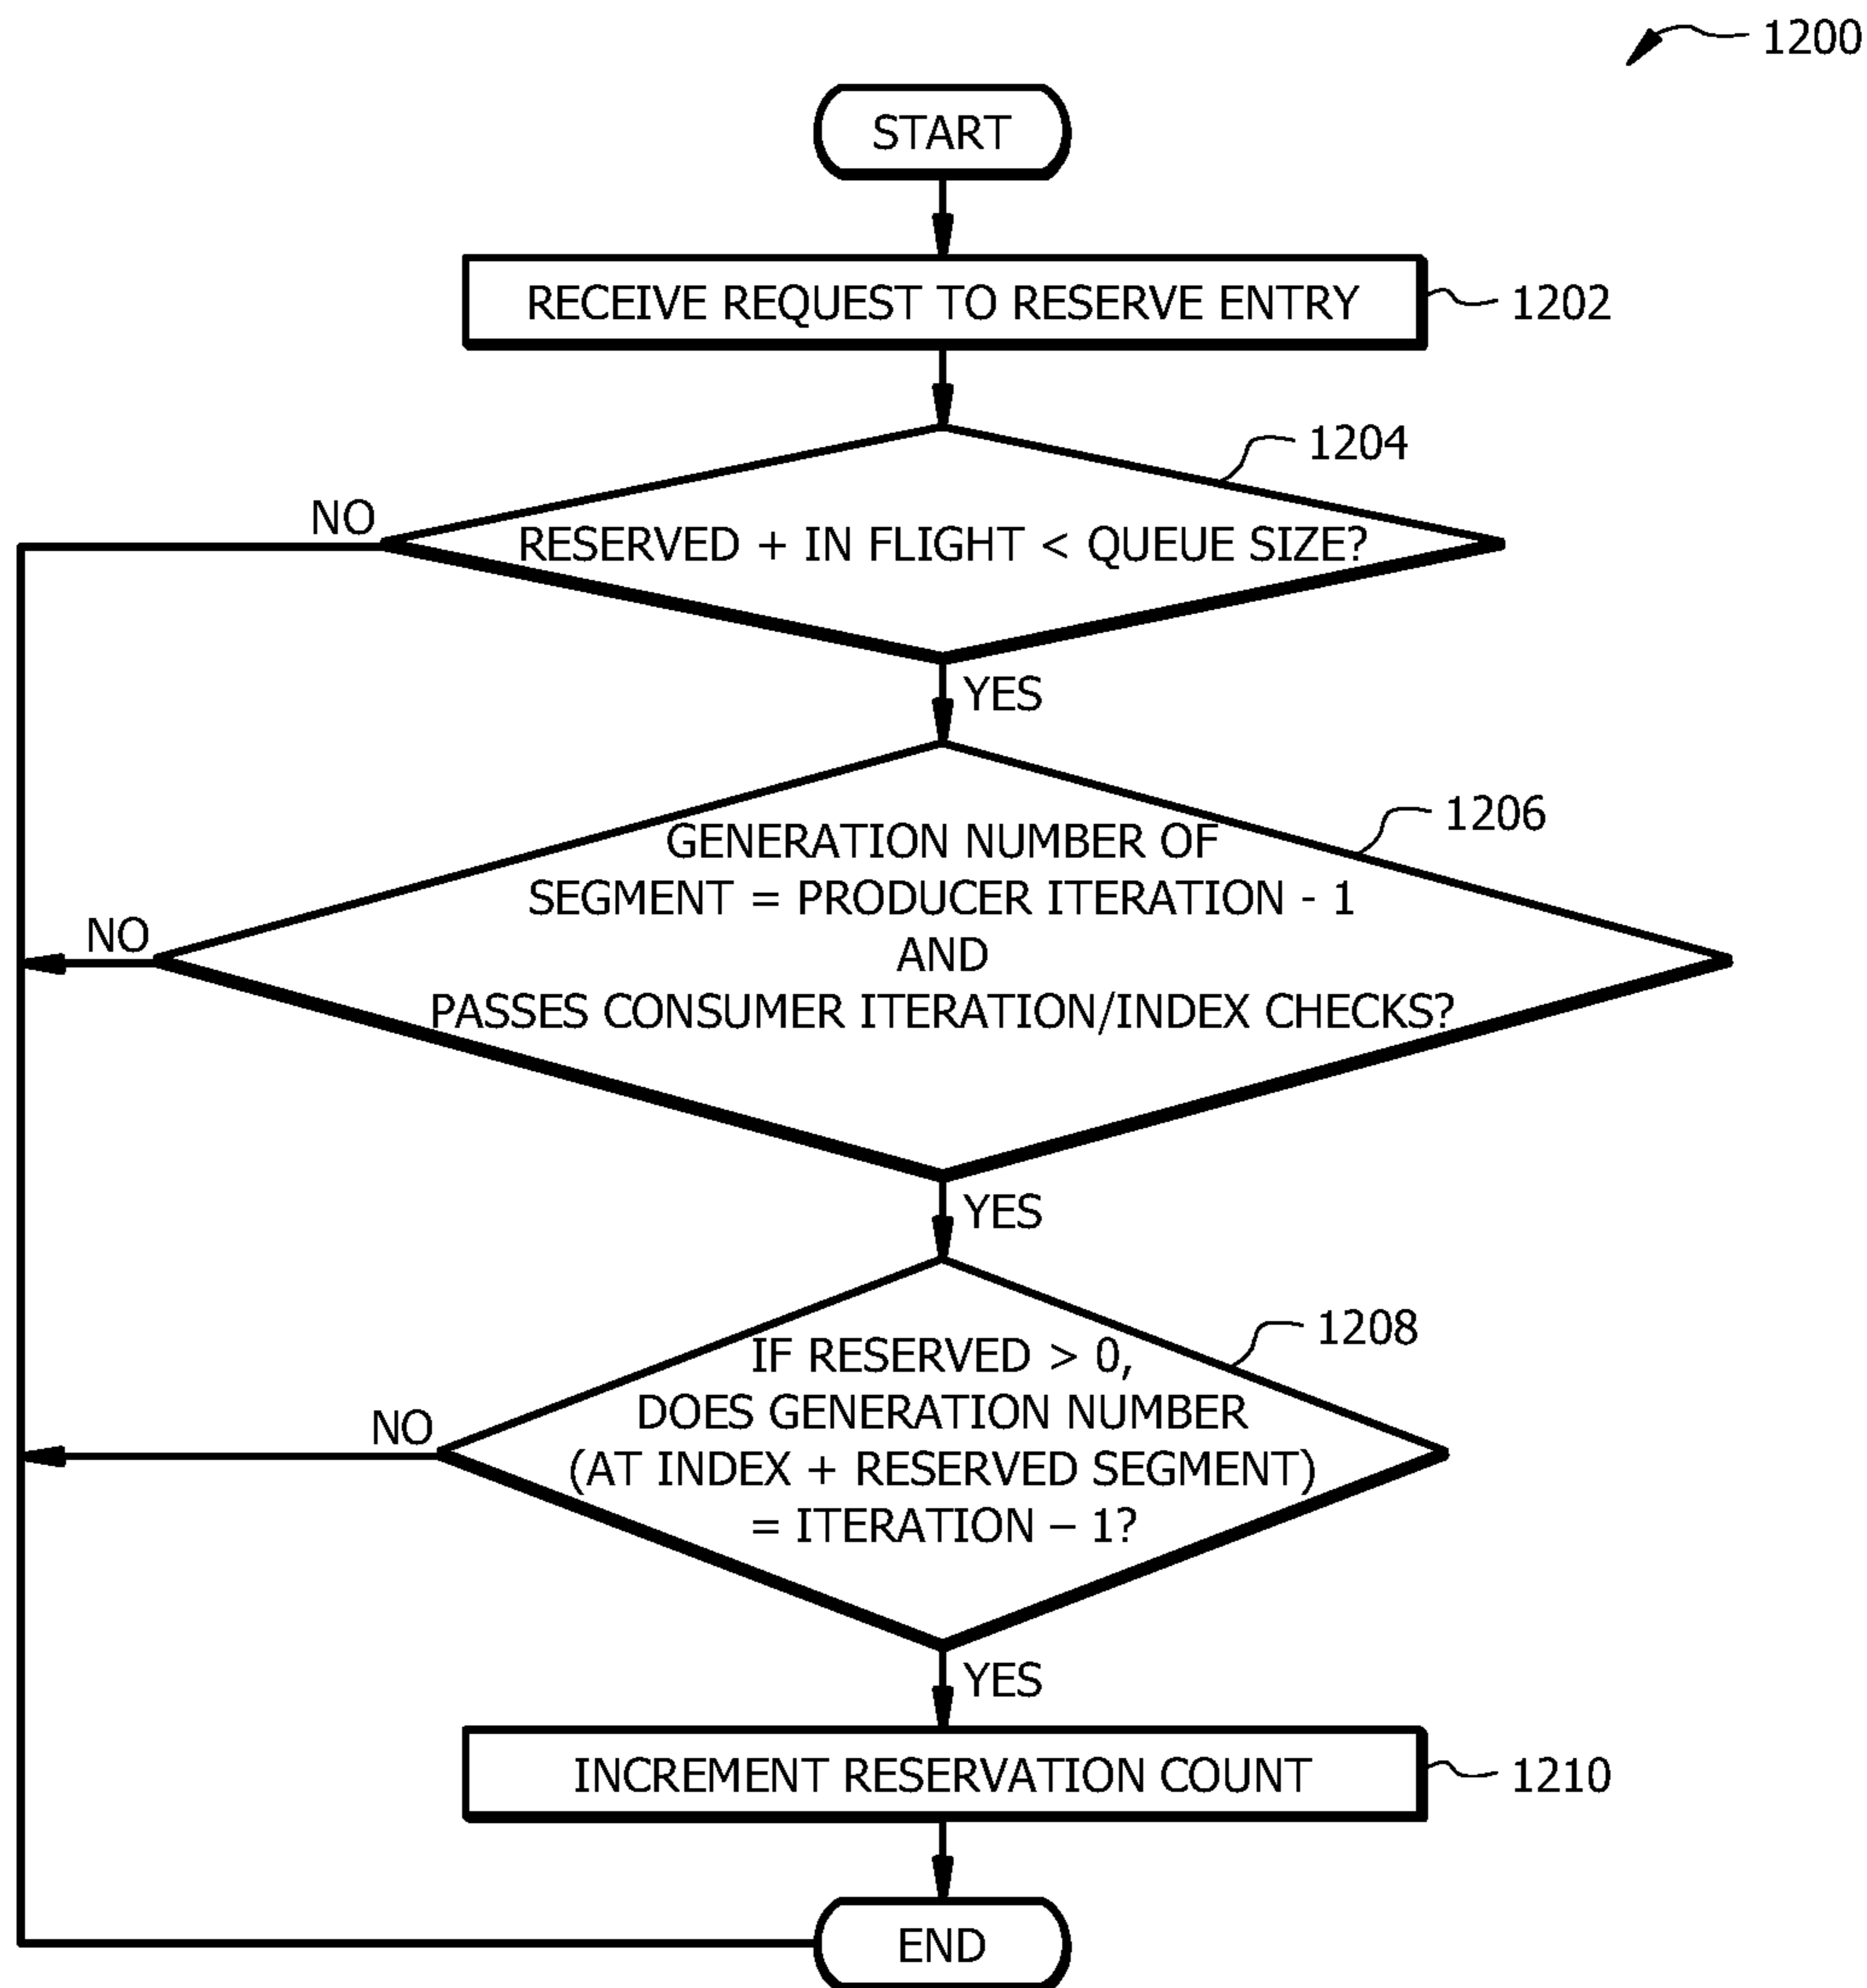 1200
START
RECEIVE REQUEST TO RESERVE ENTRY
1202
1204
NO
RESERVED + IN FLIGHT < QUEUE SIZE?
YES
1206
GENERATION NUMBER OF
SEGMENT = PRODUCER ITERATION - 1
AND
PASSES CONSUMER ITERATION/INDEX CHECKS?
NO
YES
1208
IF RESERVED > 0,
DOES GENERATION NUMBER
(AT INDEX + RESERVED SEGMENT)
= ITERATION – 1?
NO
YES
INCREMENT RESERVATION COUNT
1210
END